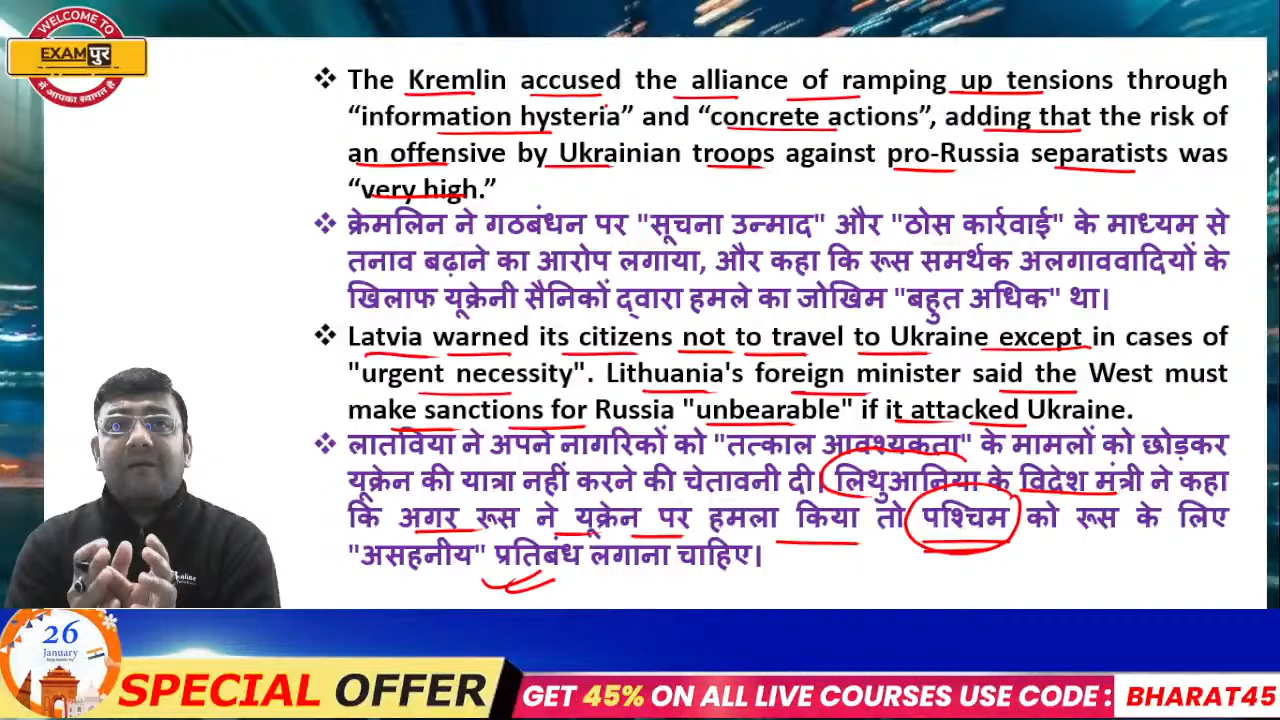 WELCOME TO
EXAM पुर
में आपका स्वागत है
❖ The Kremlin accused the alliance of ramping up tensions through
“information hysteria” and “concrete actions”, adding that the risk of
an offensive by Ukrainian troops against pro-Russia separatists was
“very high.”
❖ क्रेमलिन ने गठबंधन पर "सूचना उन्माद" और "ठोस कार्रवाई" के माध्यम से
तनाव बढ़ाने का आरोप लगाया, और कहा कि रूस समर्थक अलगाववादियों के
खिलाफ यूक्रेनी सैनिकों द्वारा हमले का जोखिम "बहुत अधिक" था।
❖ Latvia warned its citizens not to travel to Ukraine except in cases of
"urgent necessity". Lithuania's foreign minister said the West must
make sanctions for Russia "unbearable" if it attacked Ukraine.
❖ लातविया ने अपने नागरिकों को "तत्काल आवश्यकता" के मामलों को छोड़कर
यूक्रेन की यात्रा नहीं करने की चेतावनी दी। लिथुआनिया के विदेश मंत्री ने कहा
कि अगर रूस ने यूक्रेन पर हमला किया तो पश्चिम को रूस के लिए
"असहनीय" प्रतिबंध लगाना चाहिए।
26
January
SPECIAL OFFER
GET 45% ON ALL LIVE COURSES USE CODE : BHARAT45